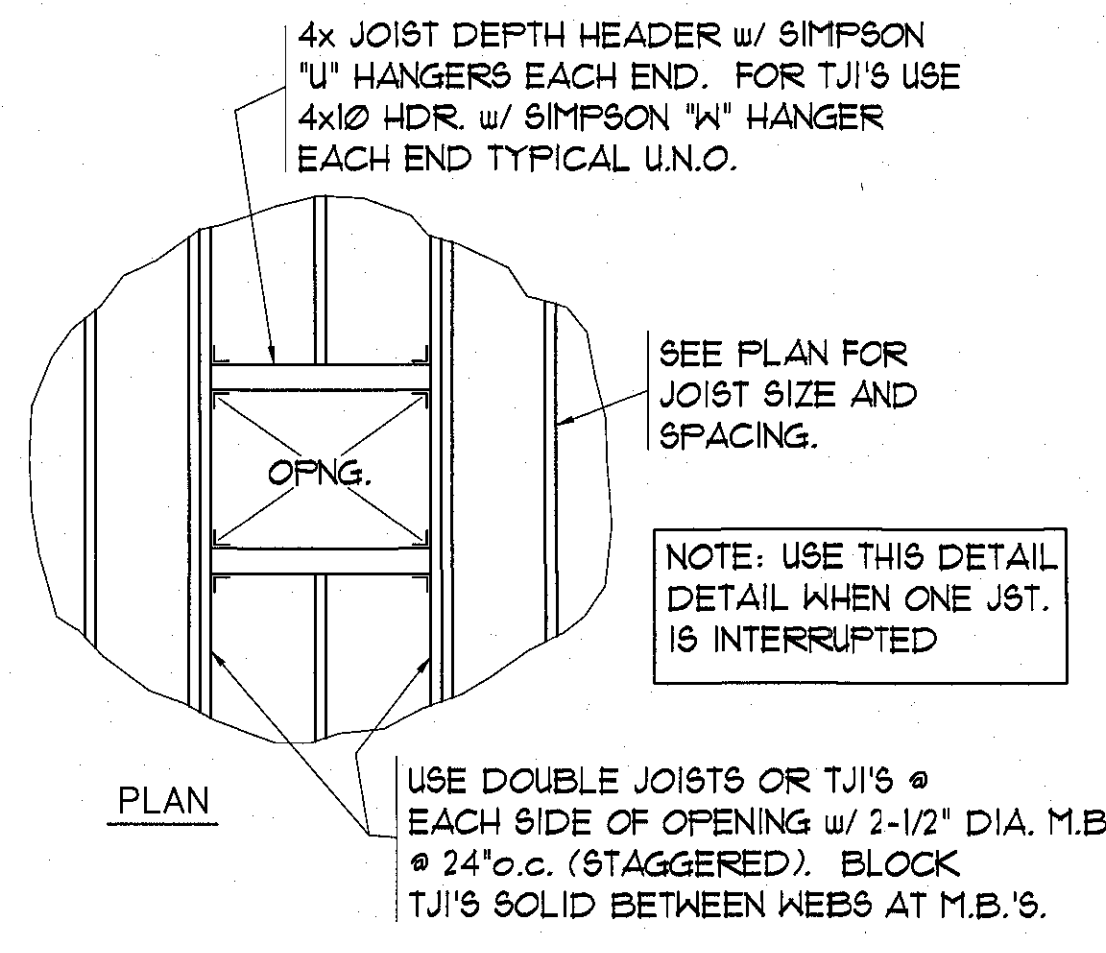 4x JOIST DEPTH HEADER w/ SIMPSON
"U" HANGERS EACH END. FOR TJI'S USE
4x10 HDR. w/ SIMPSON "W" HANGER
EACH END TYPICAL U.N.O.
SEE PLAN FOR
JOIST SIZE AND
SPACING.
OPNG.
NOTE: USE THIS DETAIL
DETAIL WHEN ONE JST.
IS INTERRUPTED
PLAN
USE DOUBLE JOISTS OR TJI'S @
EACH SIDE OF OPENING w/ 2-1/2" DIA. M.B
@ 24"o.c. (STAGGERED). BLOCK
TJI'S SOLID BETWEEN WEBS AT M.B.'S.